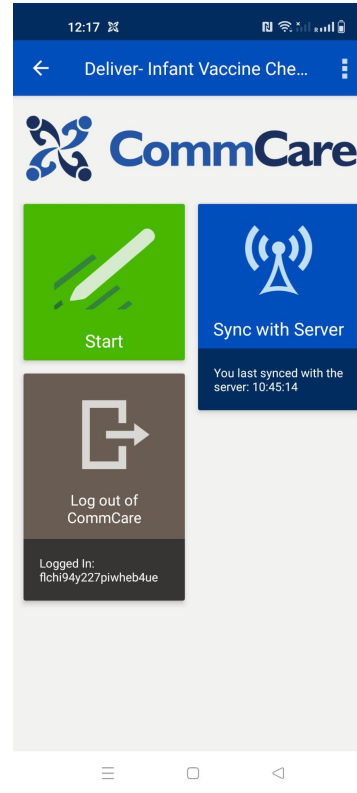 12:17
Deliver- Infant Vaccine Che...
CommCare
Start
Sync with Server
You last synced with the
server: 10:45:14
Log out of
CommCare
Logged In:
flchi94y227piwheb4ue